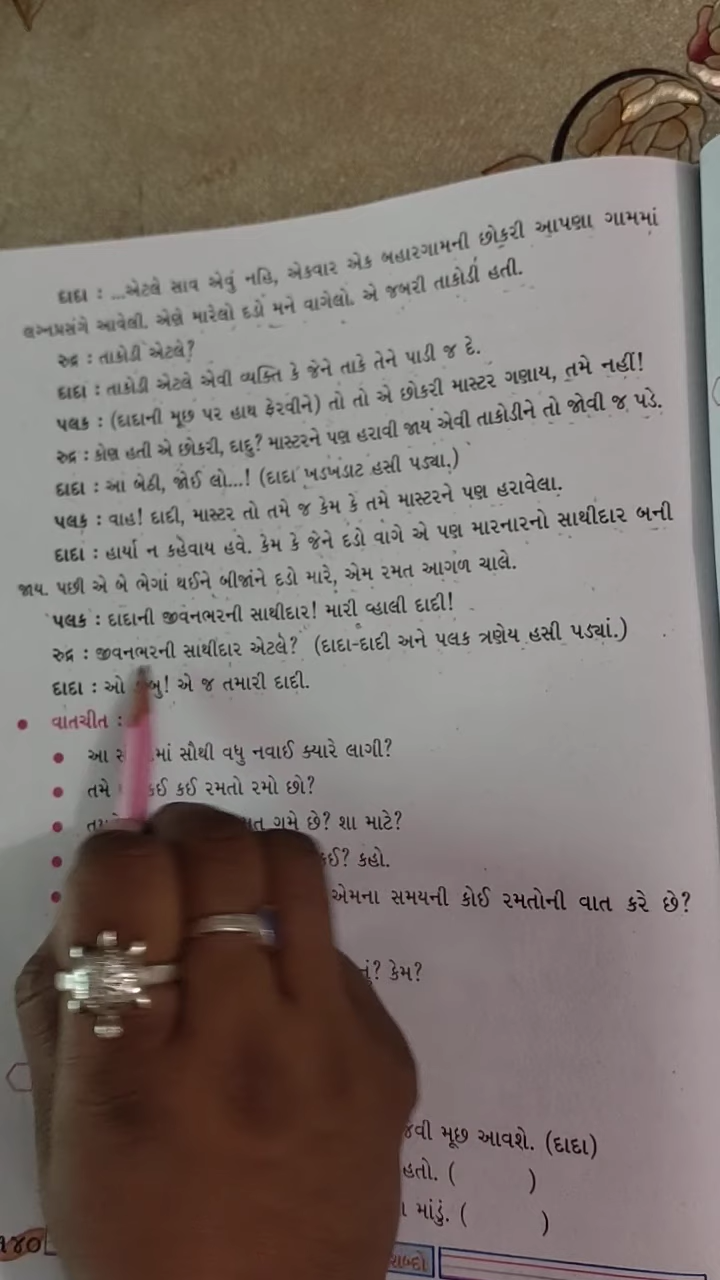 દાદા : ...એટલે સાવ એવું નહિ, એકવાર એક બહારગામની છોકરી આપણા ગામમાં
લગ્નપ્રસંગે આવેલી. એણે મારેલો દડો મને વાગેલો. એ જબરી તાકોડી હતી.
રુદ્ર : તાકોડી એટલે?
દાદા : તાકોડી એટલે એવી વ્યક્તિ કે જેને તાકે તેને પાડી જ દે.
પલક : (દાદાની મૂછ પર હાથ ફેરવીને) તો તો એ છોકરી માસ્ટર ગણાય, તમે નહીં!
રુદ્ર : કોણ હતી એ છોકરી, દાદુ? માસ્ટરને પણ હરાવી જાય એવી તાકોડીને તો જોવી જ પડે.
દાદા : આ બેઠી, જોઈ લો...! (દાદા ખડખડાટ હસી પડ્યા.)
પલક : વાહ! દાદી, માસ્ટર તો તમે જ કેમ કે તમે માસ્ટરને પણ હરાવેલા.
દાદા : હાર્યા ન કહેવાય હવે. કેમ કે જેને દડો વાગે એ પણ મારનારનો સાથીદાર બની
જાય. પછી એ બે ભેગાં થઈને બીજાંને દડો મારે, એમ રમત આગળ ચાલે.
પલક : દાદાની જીવનભરની સાથીદાર! મારી વ્હાલી દાદી!
રુદ્ર : જીવનભરની સાથીદાર એટલે? (દાદા-દાદી અને પલક ત્રણેય હસી પડ્યાં.)
દાદા : ઓ એ જ તમારી દાદી.
• વાતચીત :
• આ માં સૌથી વધુ નવાઈ ક્યારે લાગી?
• તમે કઈ કઈ રમતો રમો છો?
• ગમે છે? શા માટે?
• કઈ? કહો.
• એમના સમયની કોઈ રમતોની વાત કરે છે?
કેમ?
મૂછ આવશે. (દાદા)
હતો. ( )
માંડું. ( )
૧૪૦
શબ્દો